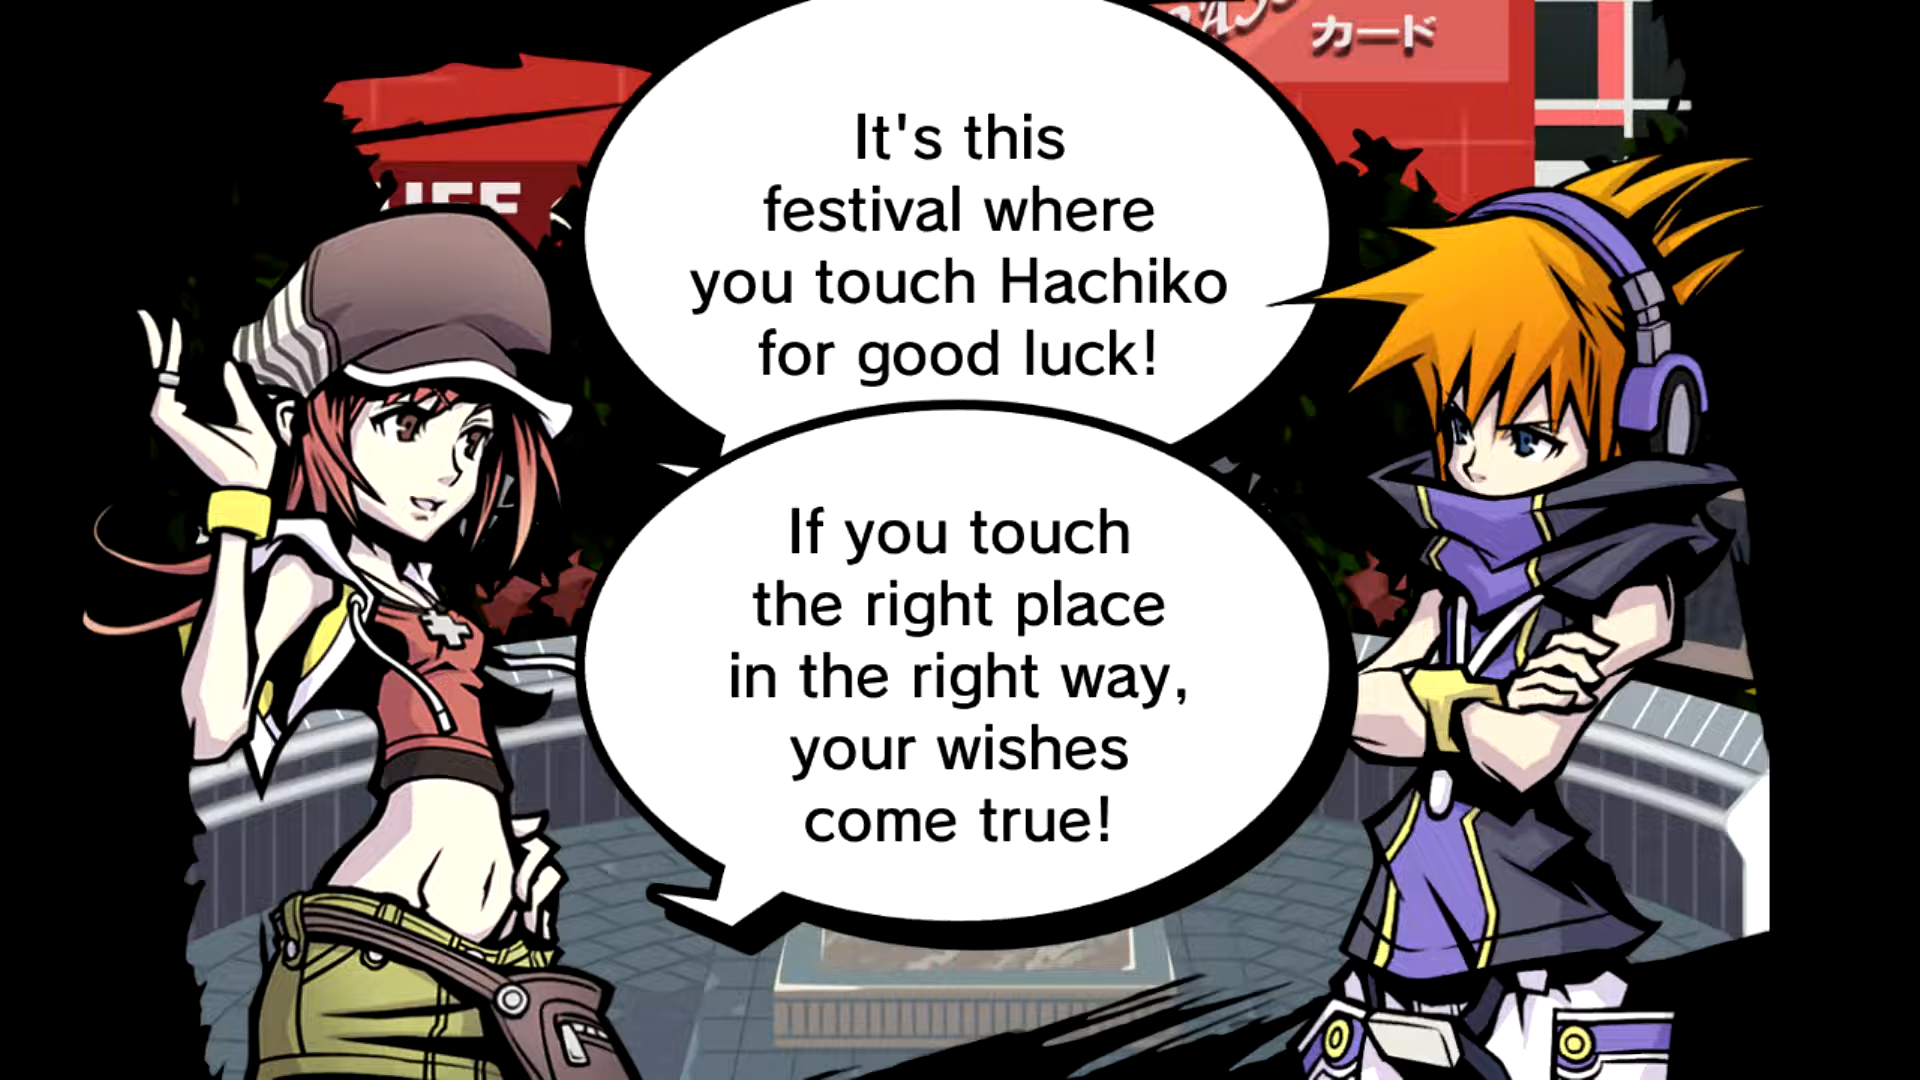 カード
It's this
festival where
you touch Hachiko
for good luck!
If you touch
the right place
in the right way,
your wishes
come true!